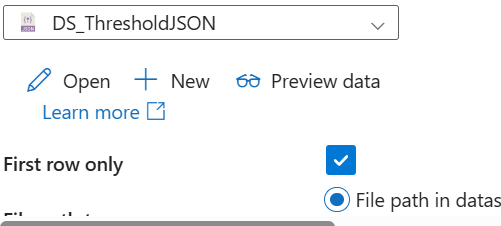 DS_ThresholdJSON
Open New Preview data
Learn more
First row only
File path in datas